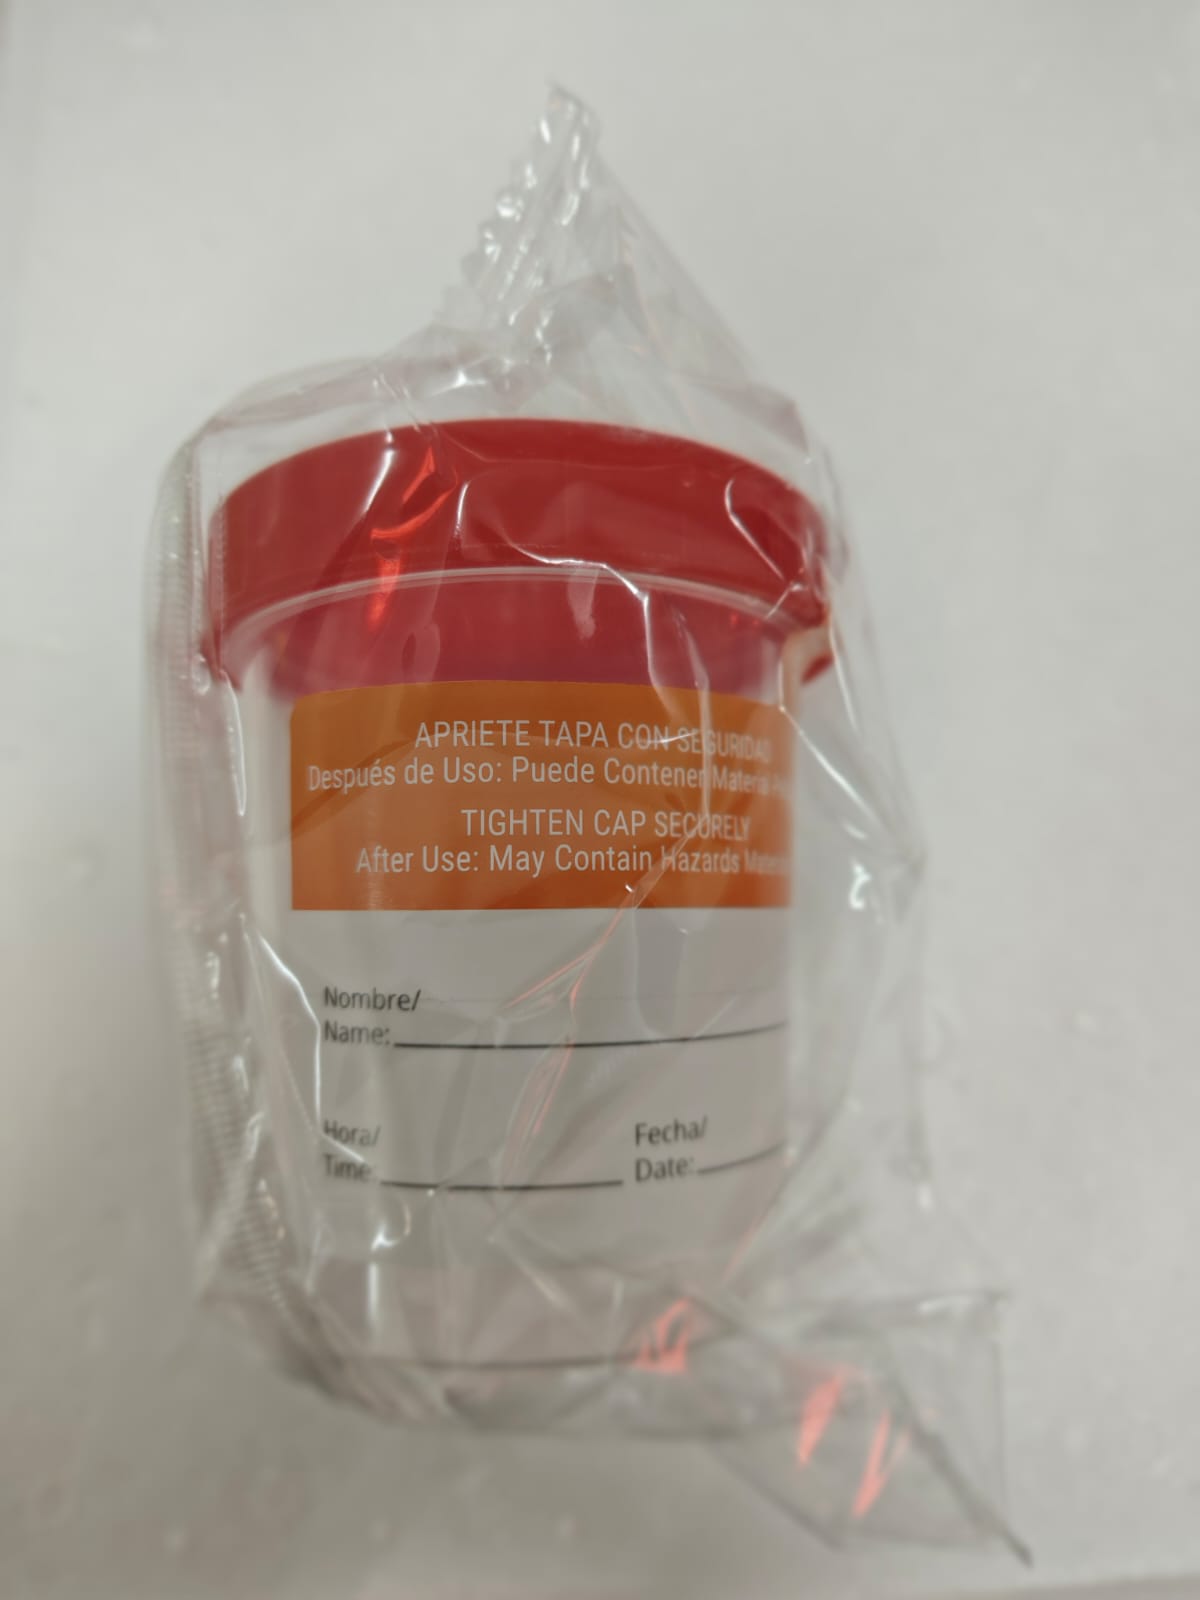 APRIETE TAPA CON SEGURIDAD
Después de Uso: Puede Contener Material
TIGHTEN CAP SECURELY
After Use: May Contain Hazards
Nombre/
Name:
Hora/
Time:
Fecha/
Date: